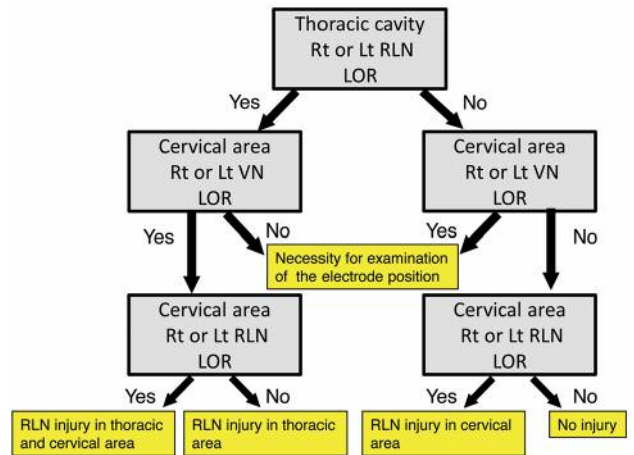 Thoracic cavity
Rt or Lt RLN
LOR
Yes
No
Cervical area
Rt or Lt VN
LOR
Cervical area
Rt or Lt VN
LOR
Yes
No
Yes
No
Necessity for examination
of the electrode position
Cervical area
Rt or Lt RLN
LOR
Cervical area
Rt or Lt RLN
LOR
Yes
No
Yes
No
RLN injury in thoracic
and cervical area
RLN injury in thoracic
area
RLN injury in cervical
area
No injury